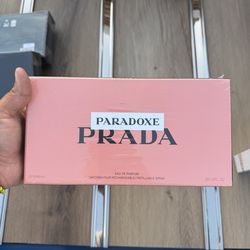 PARADOXE
PRADA
EAU DE PARFUM
VAPORISATEUR RECHARGEABLE/REFILLABLE SPRAY